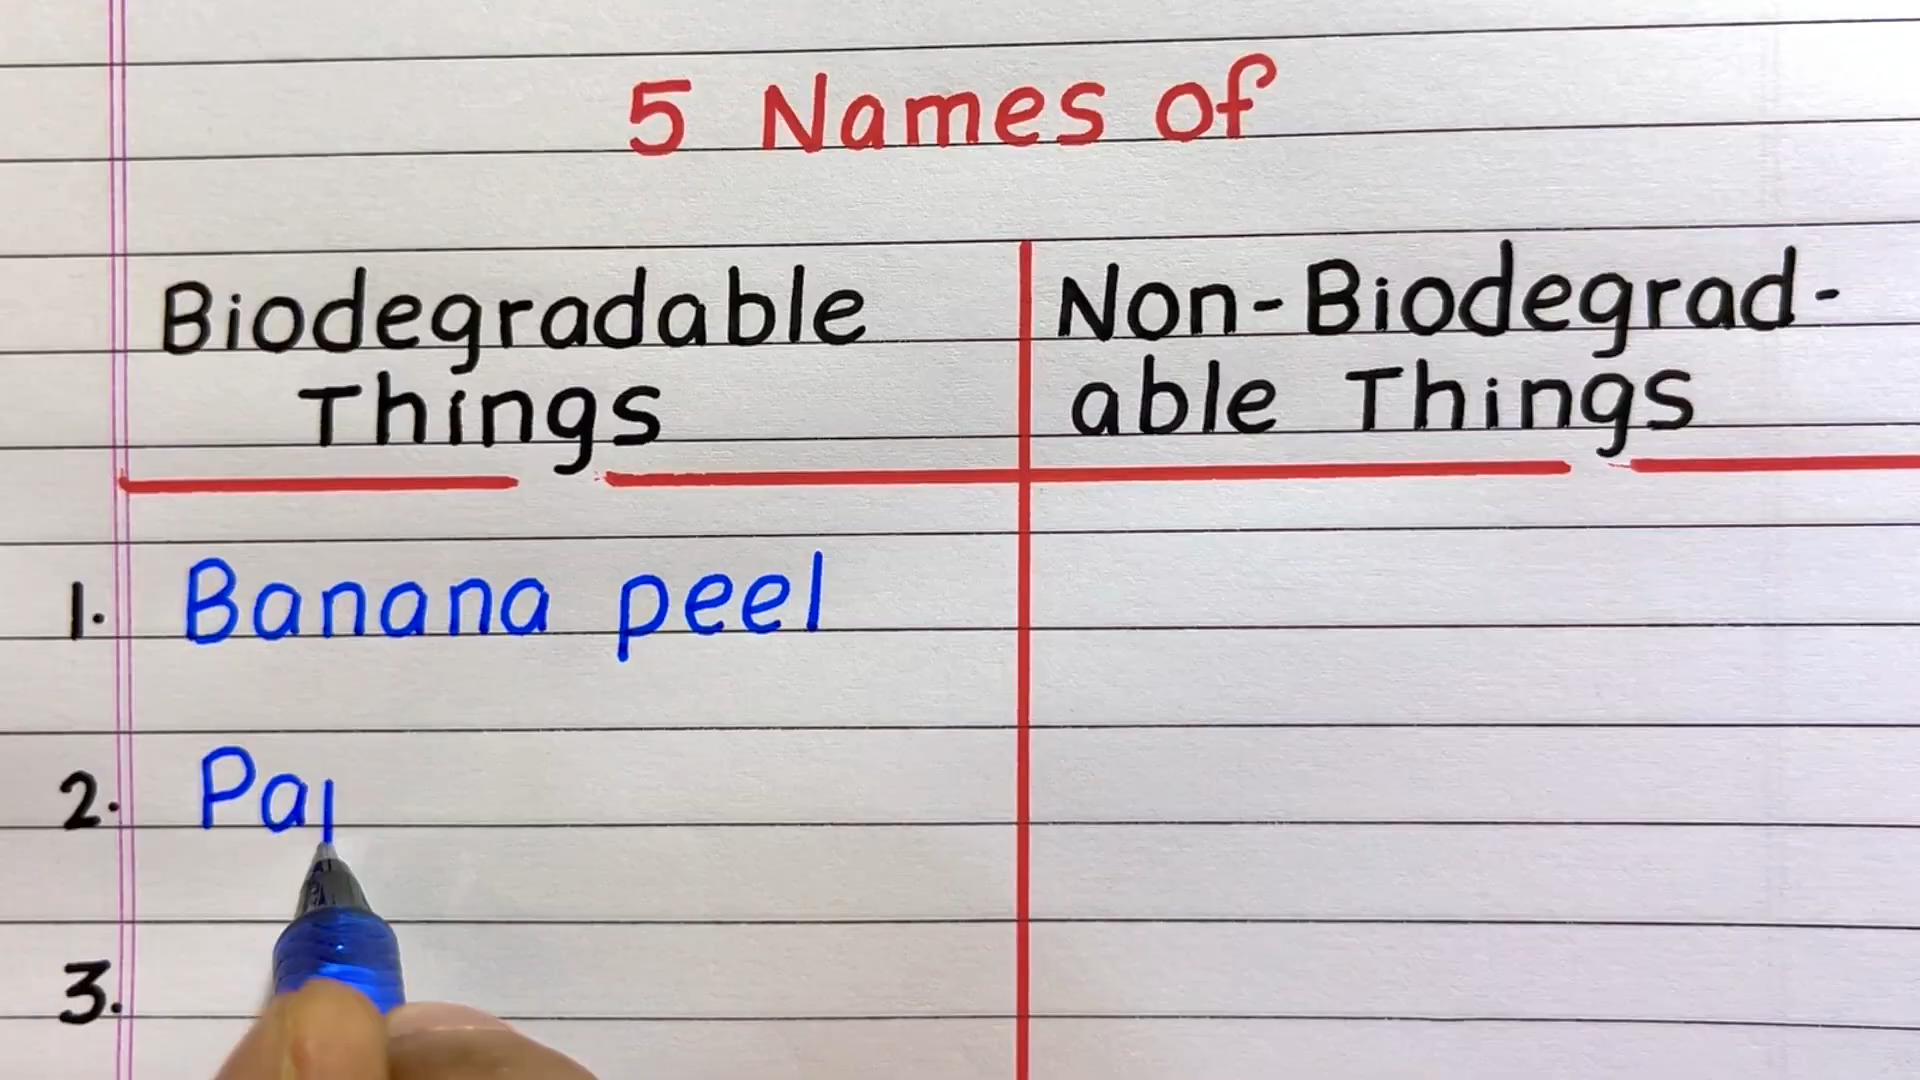 5 Names of
Biodegradable
Things
Non-Biodegrad-
able Things
1. Banana peel
2. Pa
3.